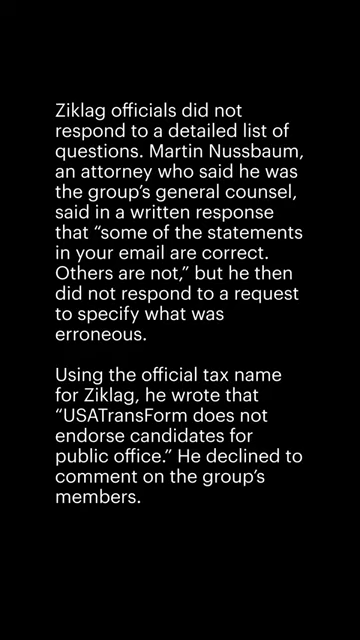 Ziklag officials did not
respond to a detailed list of
questions. Martin Nussbaum,
an attorney who said he was
the group’s general counsel,
said in a written response
that “some of the statements
in your email are correct.
Others are not,” but he then
did not respond to a request
to specify what was
erroneous.
Using the official tax name
for Ziklag, he wrote that
“USATransForm does not
endorse candidates for
public office.” He declined to
comment on the group’s
members.